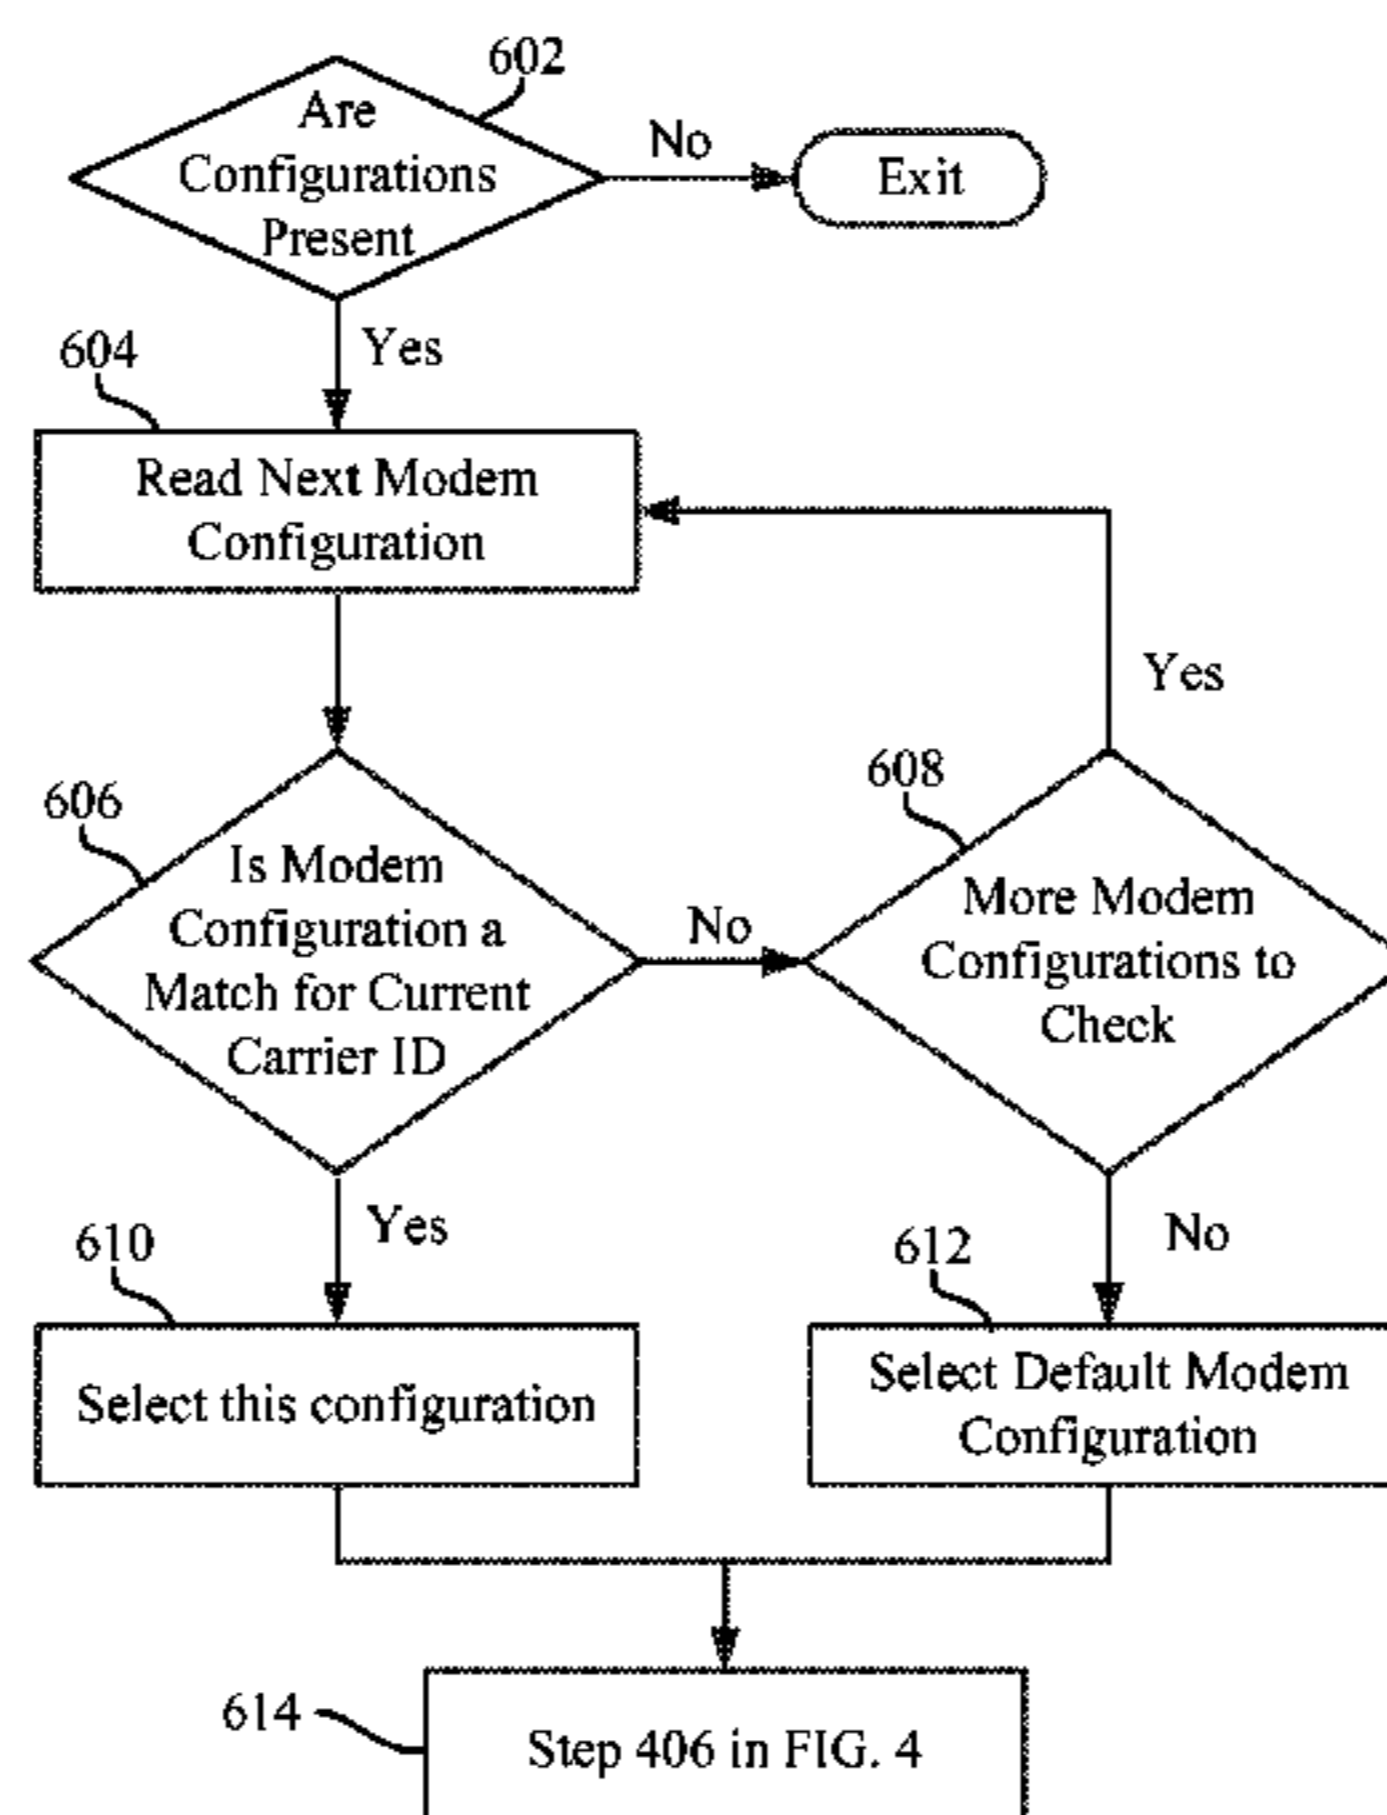 602
Are
Configurations
Present
No
Exit
Yes
604
Read Next Modem
Configuration
Yes
606
Is Modem
Configuration a
Match for Current
Carrier ID
No
608
More Modem
Configurations to
Check
Yes
No
610
Select this configuration
612
Select Default Modem
Configuration
614
Step 406 in FIG. 4